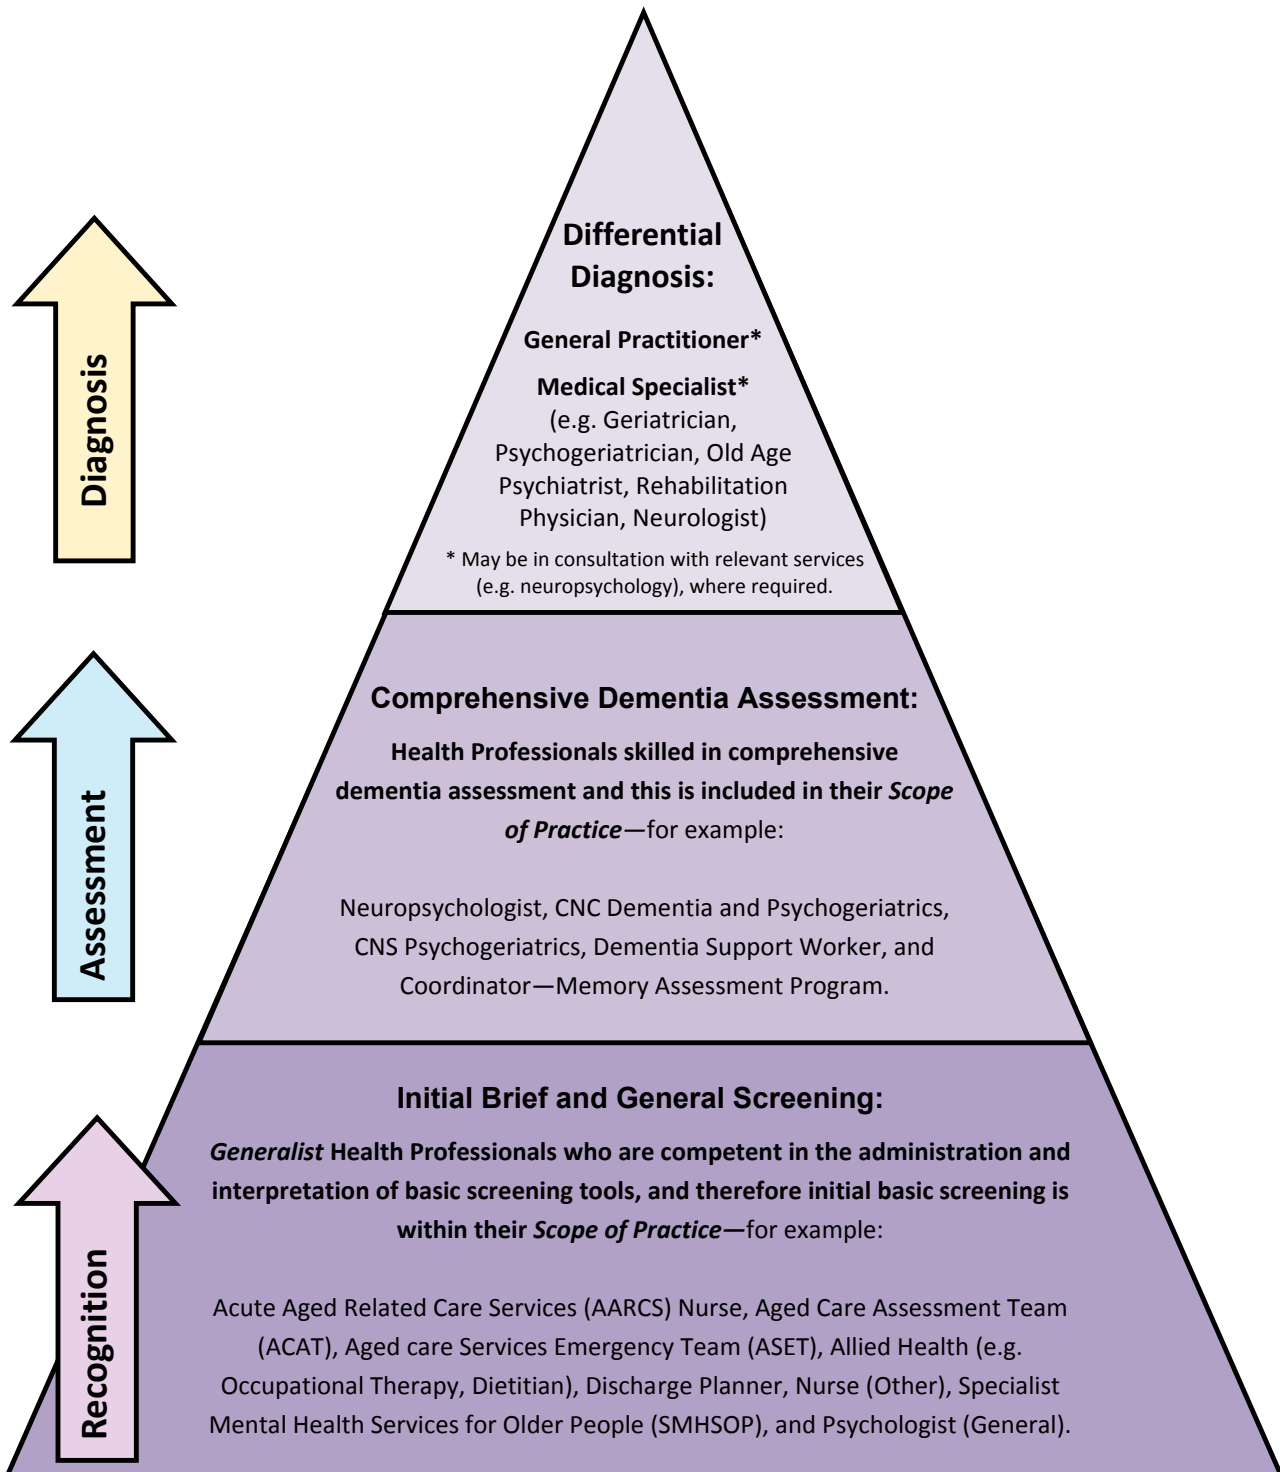 Differential
Diagnosis:
General Practitioner*
Medical Specialist*
(e.g. Geriatrician,
Psychogeriatrician, Old Age
Psychiatrist, Rehabilitation
Physician, Neurologist)
* May be in consultation with relevant services
(e.g. neuropsychology), where required.
Diagnosis
Comprehensive Dementia Assessment:
Health Professionals skilled in comprehensive
dementia assessment and this is included in their Scope
of Practice—for example:
Neuropsychologist, CNC Dementia and Psychogeriatrics,
CNS Psychogeriatrics, Dementia Support Worker, and
Coordinator—Memory Assessment Program.
Assessment
Initial Brief and General Screening:
Generalist Health Professionals who are competent in the administration and
interpretation of basic screening tools, and therefore initial basic screening is
within their Scope of Practice—for example:
Acute Aged Related Care Services (AARCS) Nurse, Aged Care Assessment Team
(ACAT), Aged care Services Emergency Team (ASET), Allied Health (e.g.
Occupational Therapy, Dietitian), Discharge Planner, Nurse (Other), Specialist
Mental Health Services for Older People (SMHSOP), and Psychologist (General).
Recognition